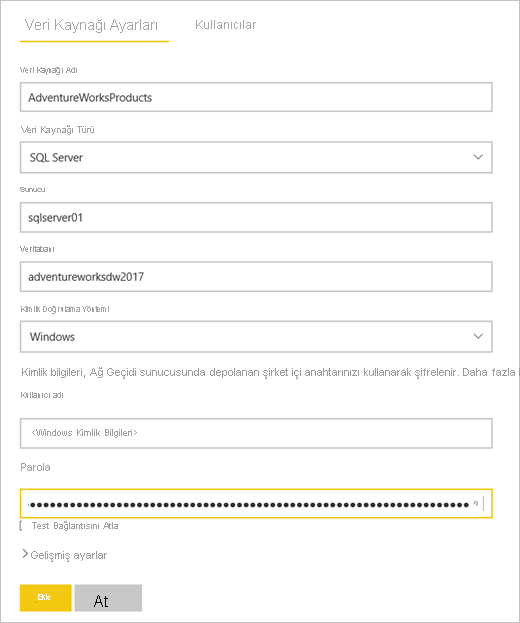 Veri Kaynağı Ayarları Kullanıcılar
Veri Kaynağı Adı
AdventureWorksProducts
Veri Kaynağı Türü
SQL Server
Sunucu
sqlserver01
Veritabanı
adventureworksdw2017
Kimlik Doğrulama Yöntemi
Windows
Kimlik bilgileri, Ağ Geçidi sunucusunda depolanan şirket içi anahtarınızı kullanarak şifrelenir. Daha fazla
Kullanıcı adı
<Windows Kimlik Bilgileri>
Parola
Test Bağlantısını Atla
Gelişmiş ayarlar
Ekle At